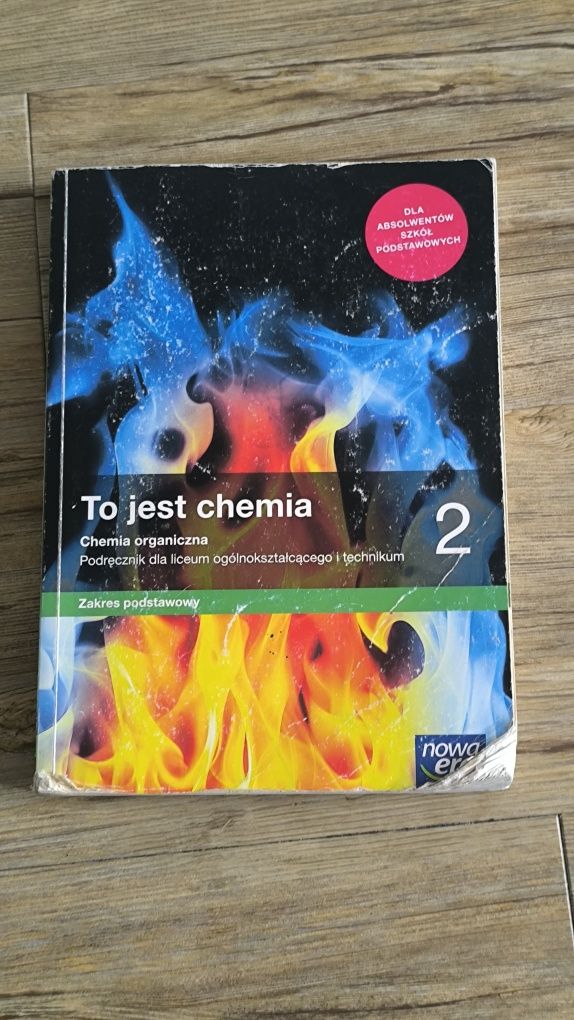 DLA
ABSOLWENTÓW
SZKÓŁ
PODSTAWOWYCH
To jest chemia
2
Chemia organiczna
Podręcznik dla liceum ogólnokształcącego i technikum
Zakres podstawowy
nowa
era